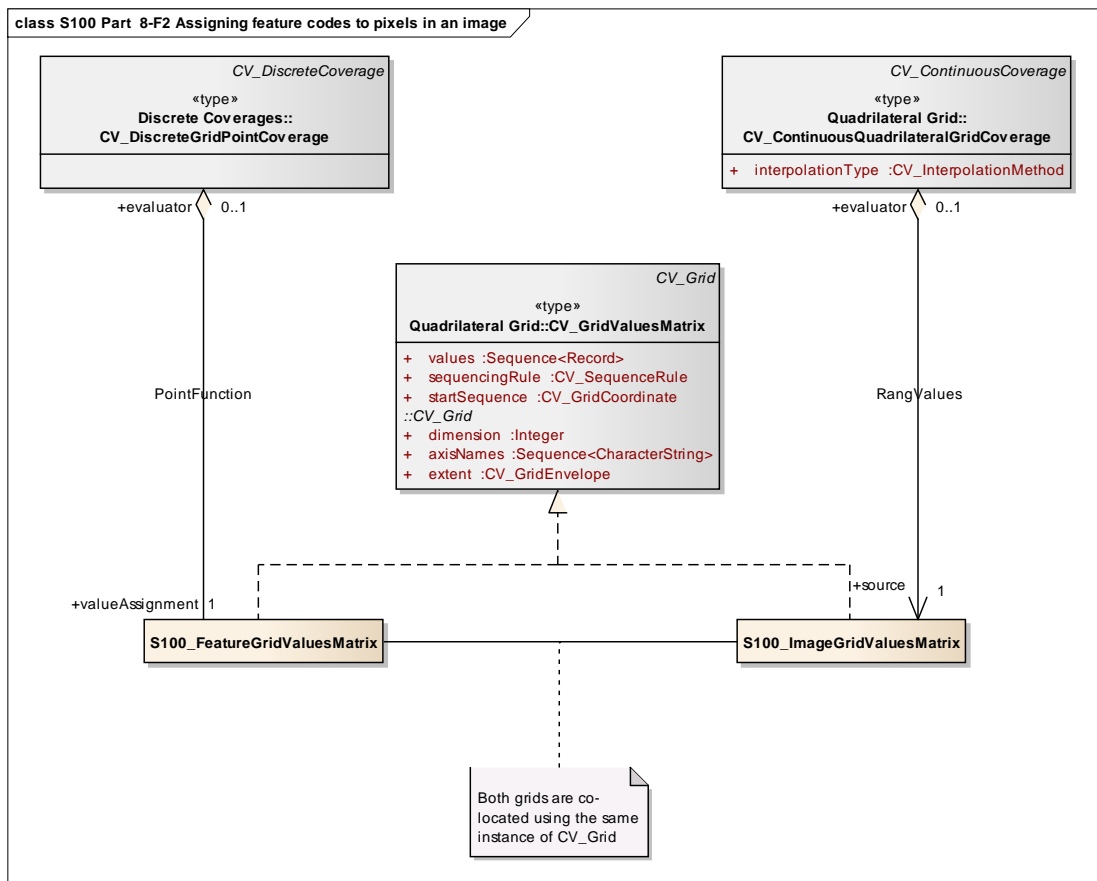 class S100 Part 8-F2 Assigning feature codes to pixels in an image
CV_DiscreteCoverage
«type»
Discrete Coverages::
CV_DiscreteGridPointCoverage
+evaluator 0..1
CV_ContinuousCoverage
«type»
Quadrilateral Grid::
CV_ContinuousQuadrilateralGridCoverage
+ interpolationType :CV_InterpolationMethod
+evaluator 0..1
CV_Grid
«type»
Quadrilateral Grid::CV_GridValuesMatrix
+ values :Sequence<Record>
+ sequencingRule :CV_SequenceRule
+ startSequence :CV_GridCoordinate
::CV_Grid
+ dimension :Integer
+ axisNames :Sequence<CharacterString>
+ extent :CV_GridEnvelope
PointFunction
RangValues
+valueAssignment 1
+source 1
S100_FeatureGridValuesMatrix
S100_ImageGridValuesMatrix
Both grids are co-
located using the same
instance of CV_Grid